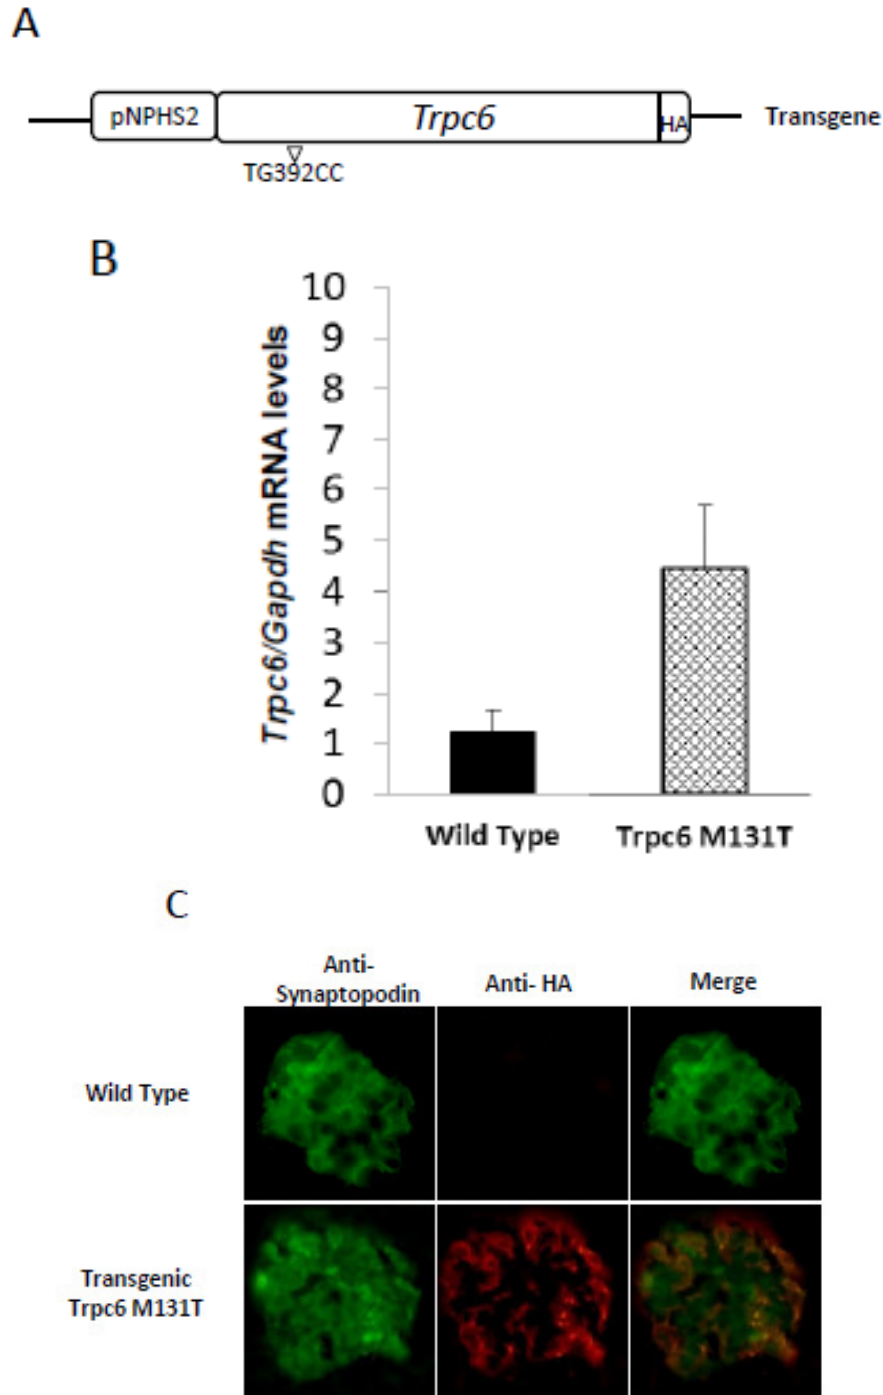 A
pNPHS2 Trpc6 HA Transgene
TG392CC
B
Trpc6/Gapdh mRNA levels
10
9
8
7
6
5
4
3
2
1
0
Wild Type Trpc6 M131T
C
Anti-
Synaptopodin Anti- HA Merge
Wild Type
Transgenic
Trpc6 M131T